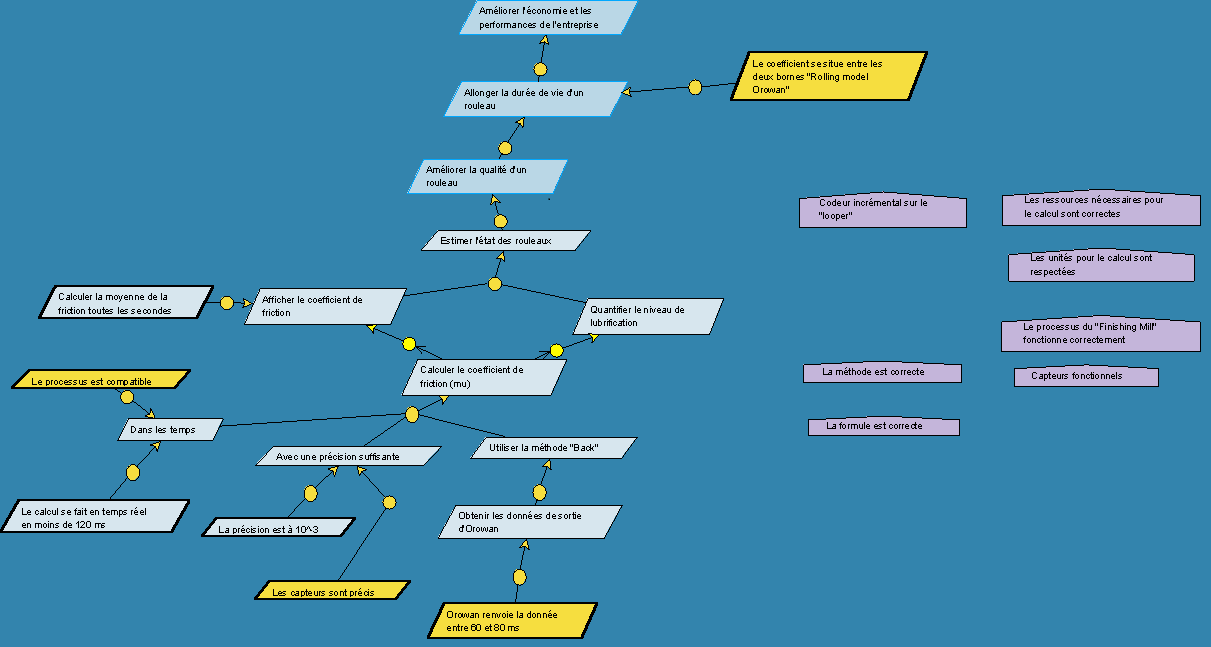 Améliorer l'économie et les
performances de l'entreprise
Le coefficient se situe entre les
deux bornes "Rolling model
Orowan"
Allonger la durée de vie d'un
rouleau
Améliorer la qualité d'un
rouleau
Codeur incrémental sur le
"looper"
Les ressources nécessaires pour
le calcul sont correctes
Estimer l'état des rouleaux
Les unités pour le calcul sont
respectées
Calculer la moyenne de la
friction toutes les secondes
Afficher le coefficient de
friction
Quantifier le niveau de
lubrification
Le processus du "Finishing Mill"
fonctionne correctement
Calculer le coefficient de
friction (mu)
La méthode est correcte
Capteurs fonctionnels
Le processus est compatible
Dans les temps
La formule est correcte
Avec une précision suffisante
Utiliser la méthode "Back"
Le calcul se fait en temps réel
en moins de 120 ms
La précision est à 10^3
Obtenir les données de sortie
d'Orowan
Les capteurs sont précis
Orowan renvoie la donnée
entre 60 et 80 ms